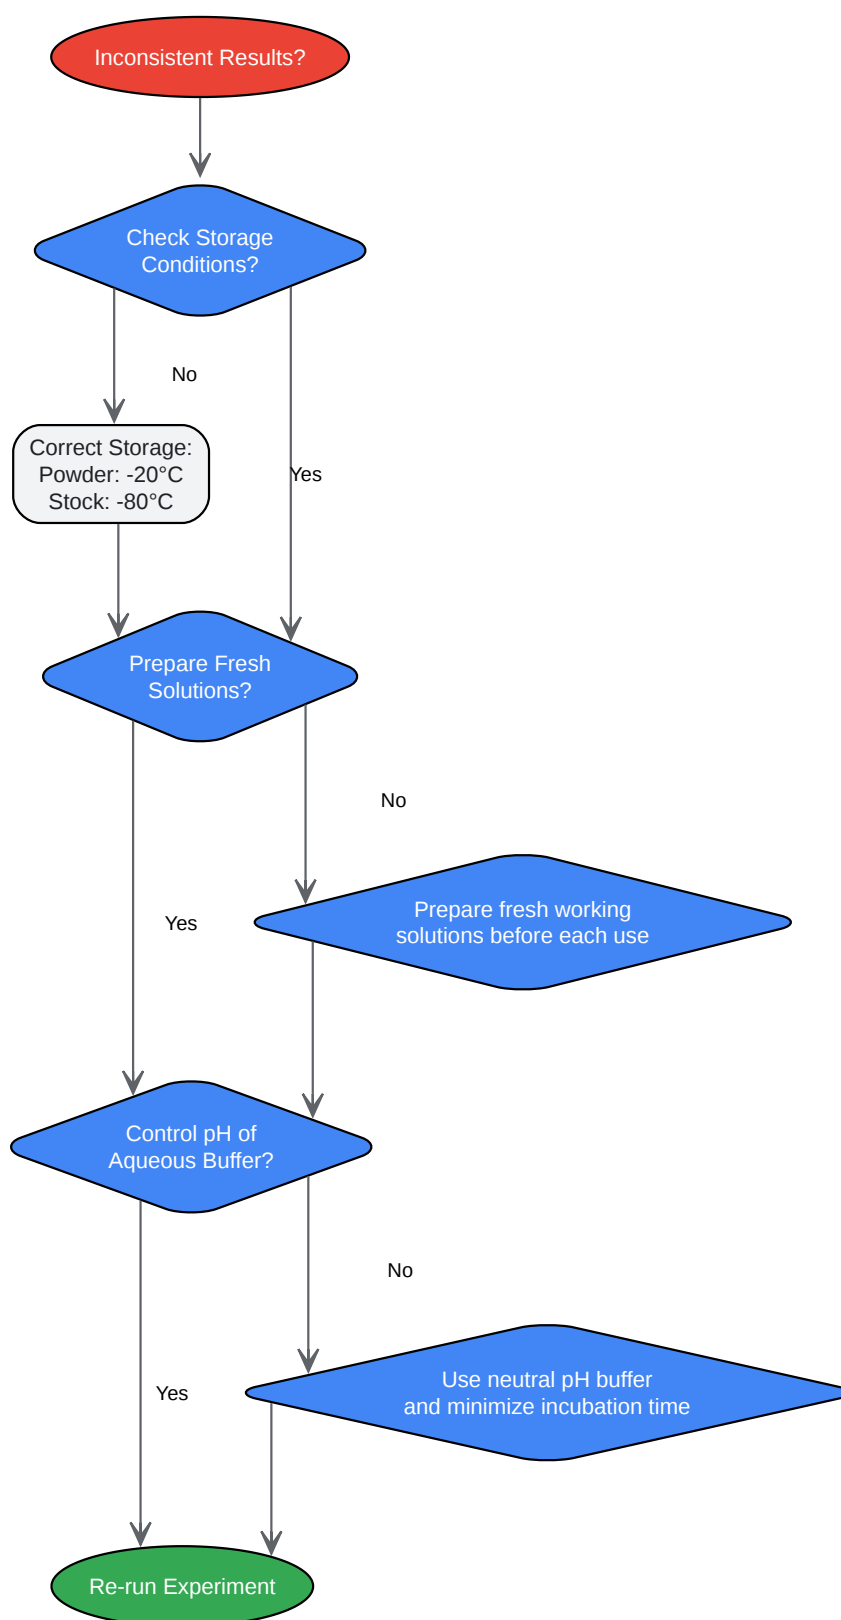 Inconsistent Results?
Check Storage
Conditions?
No
Correct Storage:
Powder: -20°C
Stock: -80°C
Yes
Prepare Fresh
Solutions?
No
Prepare fresh working
solutions before each use
Yes
Control pH of
Aqueous Buffer?
No
Use neutral pH buffer
and minimize incubation time
Yes
Re-run Experiment